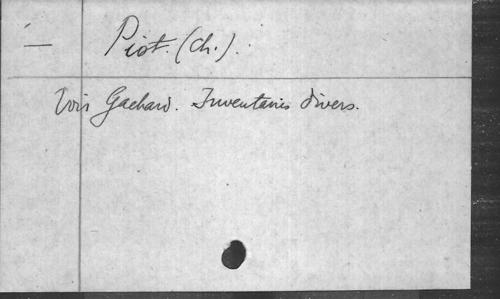 — Piot. (Ch.).
Voir Gachard. Inventaires divers.